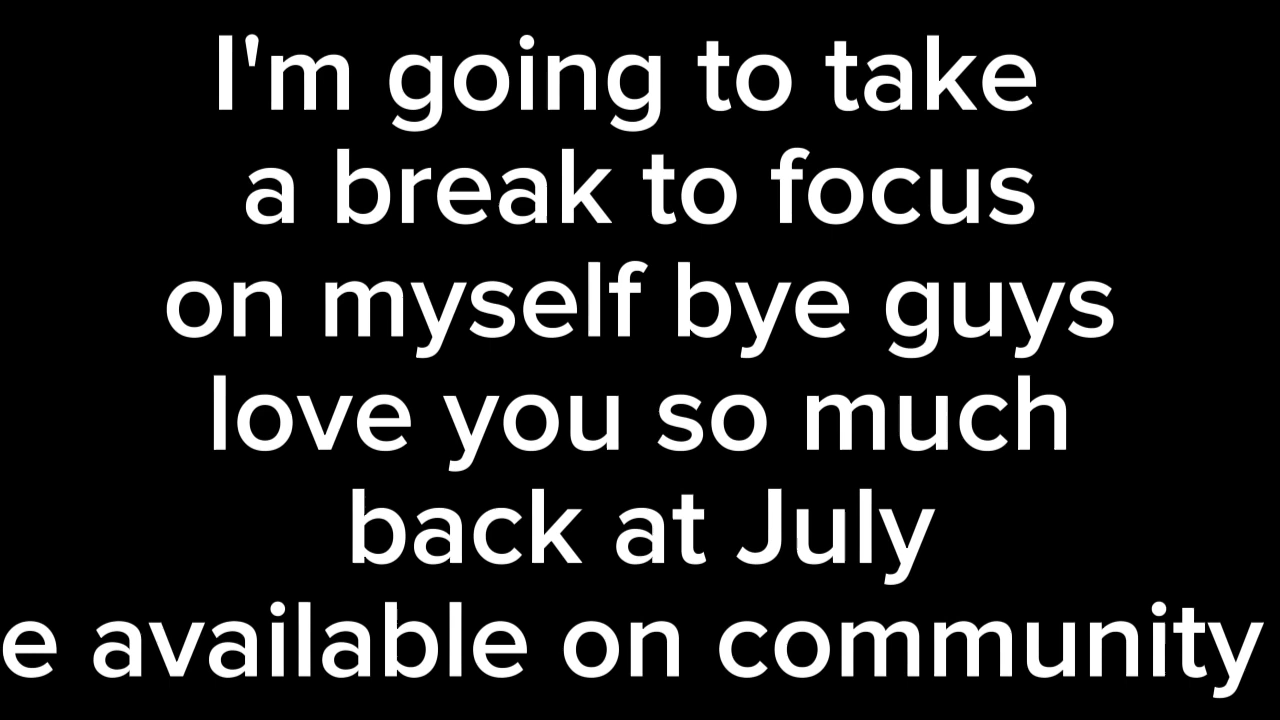 I'm going to take
a break to focus
on myself bye guys
love you so much
back at July
e available on community